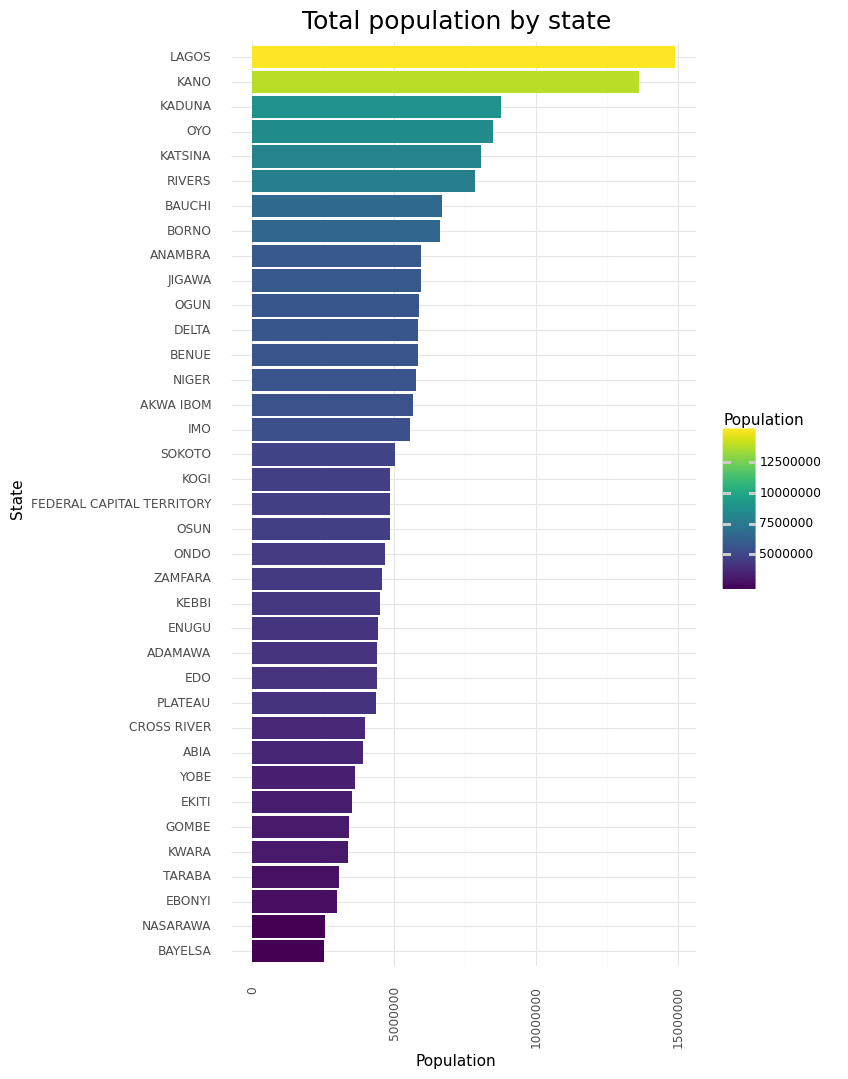 Total population by state
LAGOS
KANO
KADUNA
OYO
KATSINA
RIVERS
BAUCHI
BORNO
ANAMBRA
JIGAWA
OGUN
DELTA
BENUE
NIGER
AKWA IBOM
IMO
SOKOTO
KOGI
FEDERAL CAPITAL TERRITORY
OSUN
ONDO
ZAMFARA
KEBBI
ENUGU
ADAMAWA
EDO
PLATEAU
CROSS RIVER
ABIA
YOBE
EKITI
GOMBE
KWARA
TARABA
EBONYI
NASARAWA
BAYELSA
State
0
5000000
10000000
15000000
Population
Population
12500000
10000000
7500000
5000000